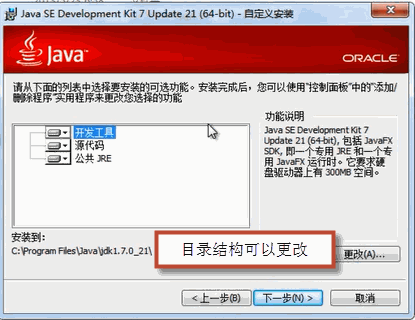 Java SE Development Kit 7 Update 21 (64-bit) - 自定义安装
Java™
ORACLE
请从下面的列表中选择要安装的可选功能。安装完成后，您可以使用"控制面板"中的"添加/
删除程序"实用程序来更改您选择的功能
开发工具
源代码
公共 JRE
功能说明
Java SE Development Kit 7
Update 21 (64-bit), 包括 JavaFX
SDK, 即一个专用 JRE 和一个专
用 JavaFX 运行时。它要求硬
盘驱动器上有 300MB 空间。
安装到:
C:\Program Files\Java\jdk1.7.0_21\
目录结构可以更改
更改(A)...
< 上一步(B)
下一步(N) >
取消